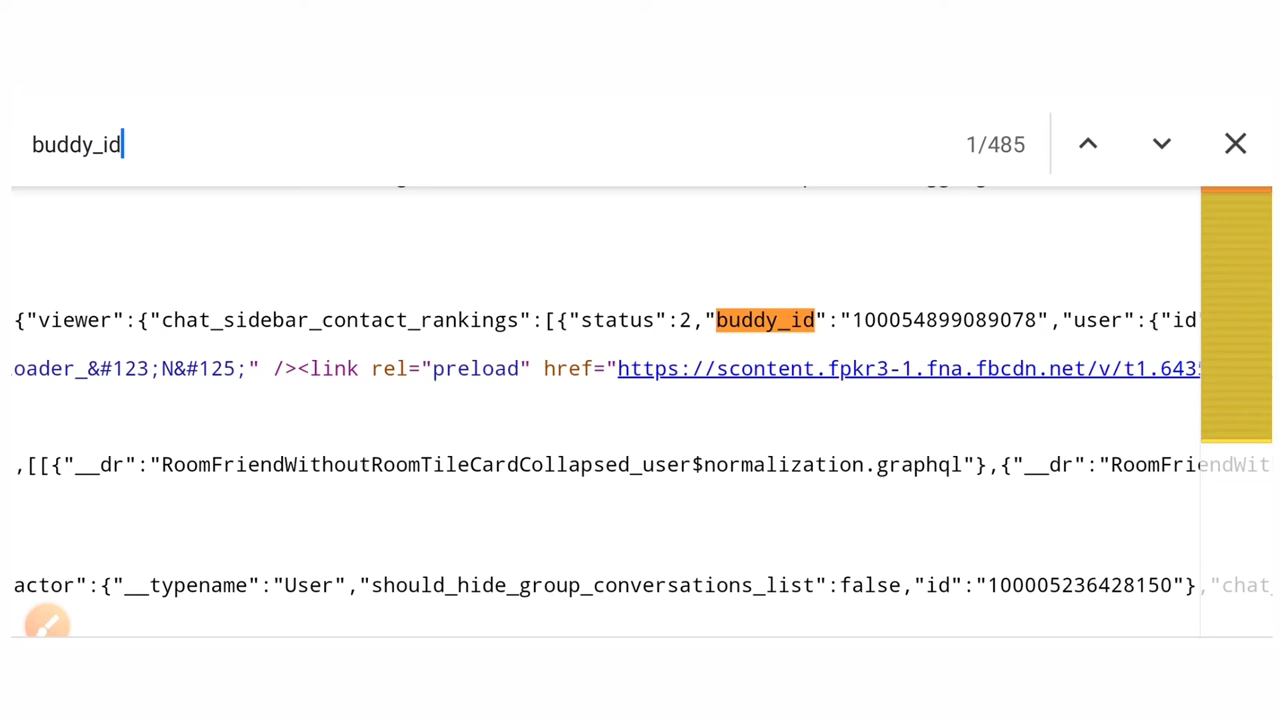 buddy_id
1/485
{"viewer":{"chat_sidebar_contact_rankings":[{"status":2,"buddy_id":"100054899089078","user":{"id"
oader_&#123;N&#125;" /><link rel="preload" href="https://scontent.fpkr3-1.fna.fbcdn.net/v/t1.643
,[[{"__dr":"RoomFriendWithoutRoomTileCardCollapsed_user$normalization.graphql"},{"__dr":"RoomFriendWit
actor":{"__typename":"User","should_hide_group_conversations_list":false,"id":"100005236428150"},"chat_